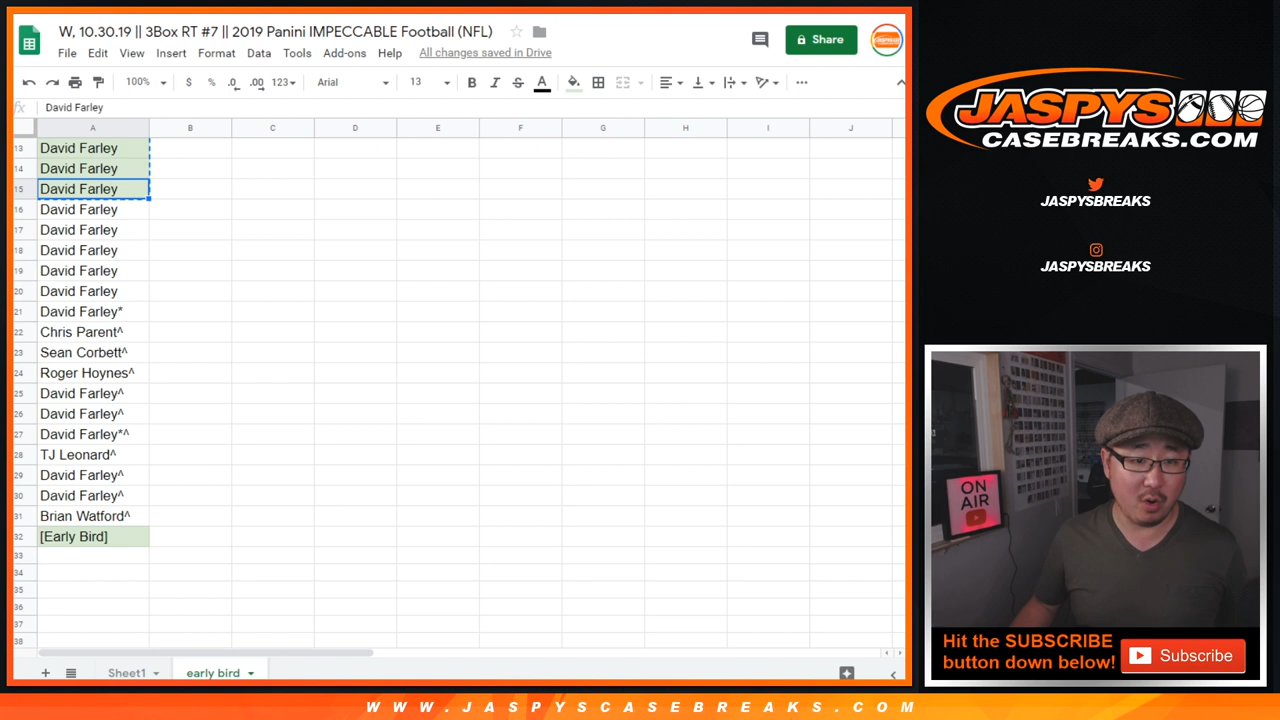 W, 10.30.19 || 3Box RT #7 || 2019 Panini IMPECCABLE Football (NFL)
File Edit View Insert Format Data Tools Add-ons Help All changes saved in Drive
Share
100% $ % .0 .00 123 Arial 13 B I S A
fx David Farley
A B C D E F G H I J
13 David Farley
14 David Farley
15 David Farley
16 David Farley
17 David Farley
18 David Farley
19 David Farley
20 David Farley
21 David Farley*
22 Chris Parent^
23 Sean Corbett^
24 Roger Hoynes^
25 David Farley^
26 David Farley^
27 David Farley*^
28 TJ Leonard^
29 David Farley^
30 David Farley^
31 Brian Watford^
32 [Early Bird]
33
34
35
36
37
38
Sheet1 early bird
JASPYS
CASEBREAKS.COM
JASPYSBREAKS
JASPYSBREAKS
ON
AIR
Hit the SUBSCRIBE
button down below!
Subscribe
WWW.JASPYSCASEBREAKS.COM